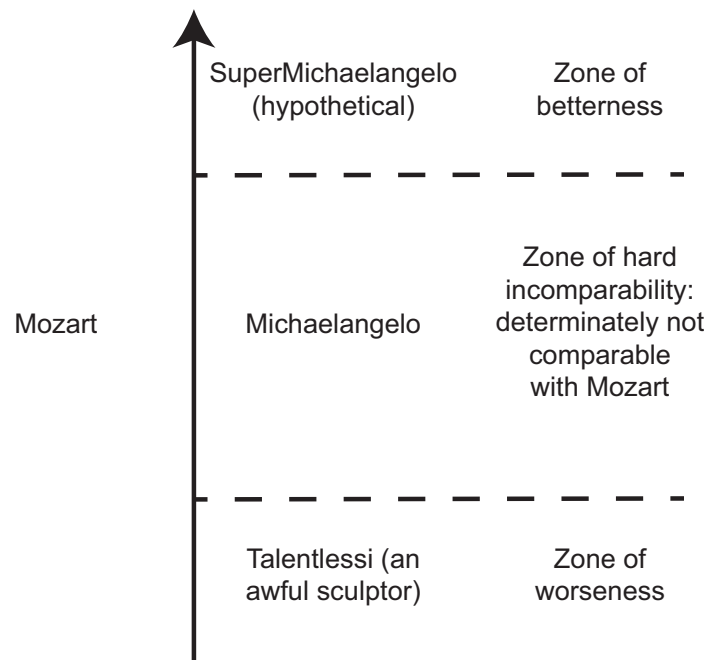 SuperMichaelangelo
(hypothetical)
Zone of
betterness
Mozart
Michaelangelo
Zone of hard
incomparability:
determinately not
comparable
with Mozart
Talentlessi (an
awful sculptor)
Zone of
worseness